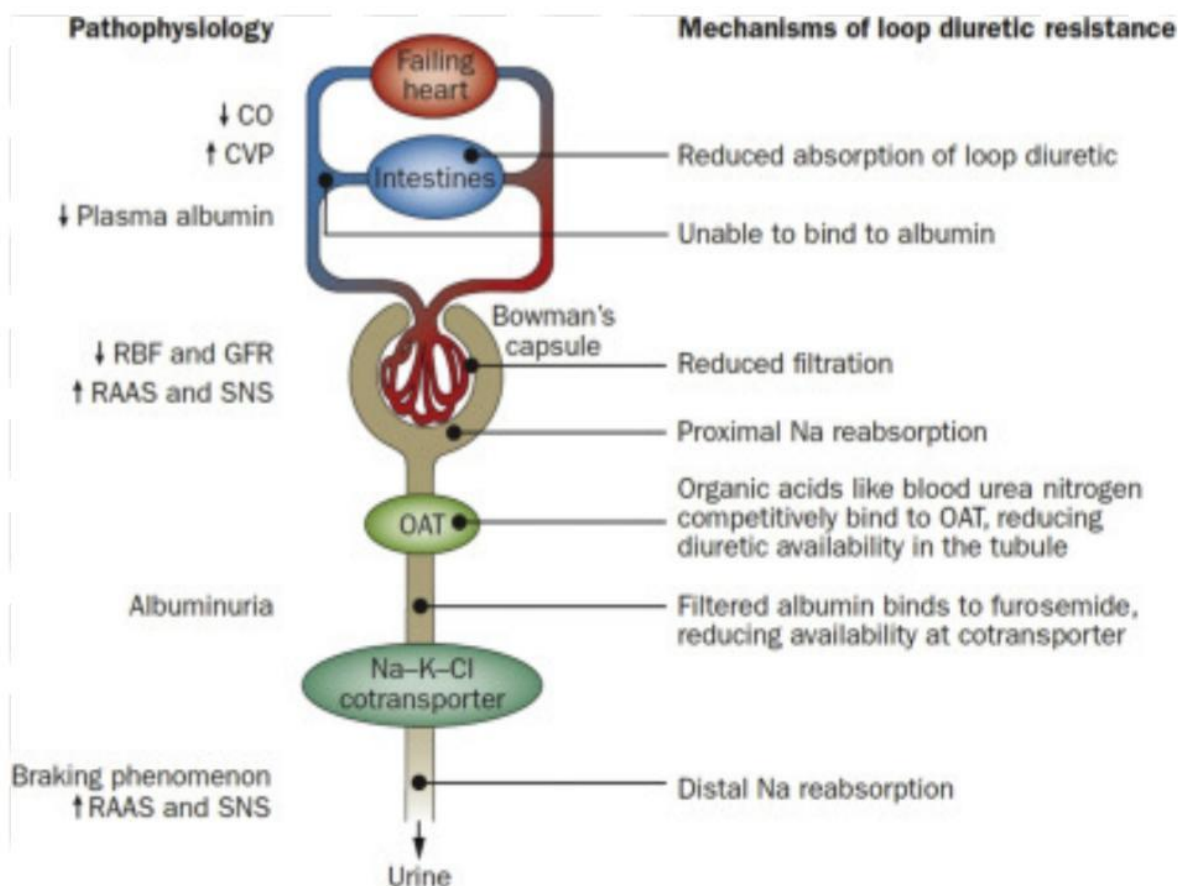 Pathophysiology
Mechanisms of loop diuretic resistance
Failing
heart
↓ CO
↑ CVP
Intestines
Reduced absorption of loop diuretic
↓ Plasma albumin
Unable to bind to albumin
Bowman's
capsule
↓ RBF and GFR
↑ RAAS and SNS
Reduced filtration
Proximal Na reabsorption
OAT
Organic acids like blood urea nitrogen
competitively bind to OAT, reducing
diuretic availability in the tubule
Albuminuria
Filtered albumin binds to furosemide,
reducing availability at cotransporter
Na–K–Cl
cotransporter
Braking phenomenon
↑RAAS and SNS
Distal Na reabsorption
Urine